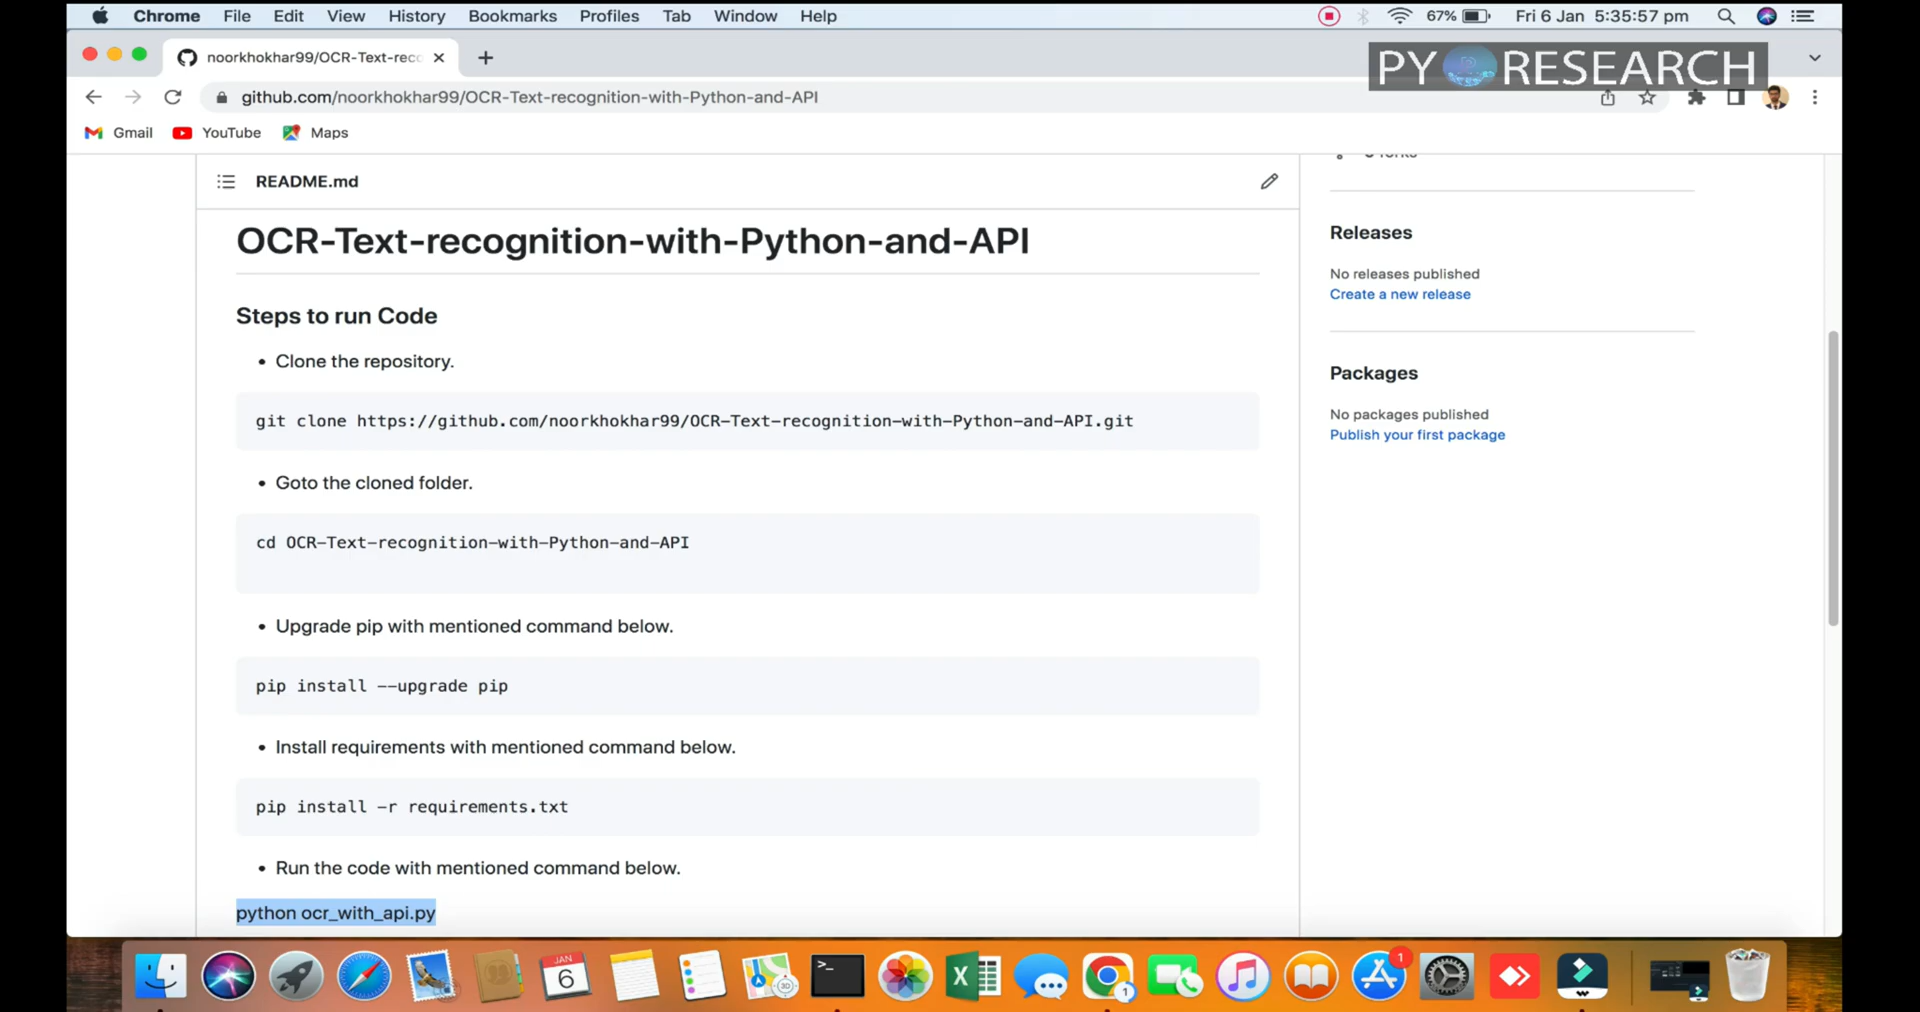 Chrome File Edit View History Bookmarks Profiles Tab Window Help 67% Fri 6 Jan 5:35:57 pm
noorkhokhar99/OCR-Text-reco
PY RESEARCH
github.com/noorkhokhar99/OCR-Text-recognition-with-Python-and-API
Gmail YouTube Maps
README.md
OCR-Text-recognition-with-Python-and-API
Steps to run Code
• Clone the repository.
git clone https://github.com/noorkhokhar99/OCR-Text-recognition-with-Python-and-API.git
• Goto the cloned folder.
cd OCR-Text-recognition-with-Python-and-API
• Upgrade pip with mentioned command below.
pip install --upgrade pip
• Install requirements with mentioned command below.
pip install -r requirements.txt
• Run the code with mentioned command below.
python ocr_with_api.py
Releases
No releases published
Create a new release
Packages
No packages published
Publish your first package
JAN
6
3D
>_
X
1
1